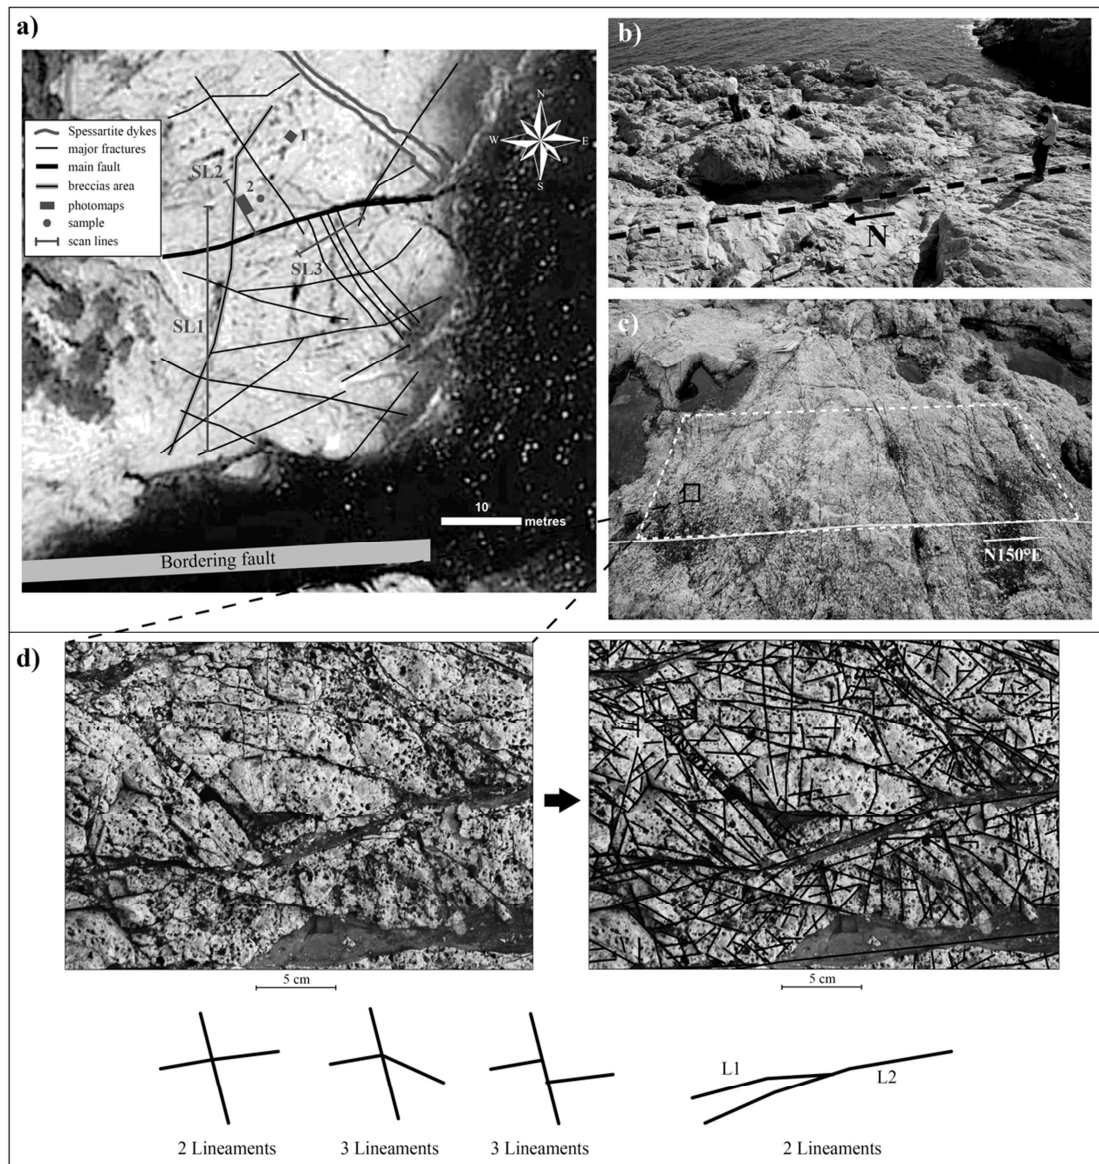 a)
Spessartite dykes
major fractures
main fault
breccias area
photomaps
sample
scan lines
N
W
E
S
1
SL2
2
SL3
SL1
10
metres
Bordering fault
b)
N
c)
N150°E
d)
5 cm
5 cm
L1
L2
2 Lineaments
3 Lineaments
3 Lineaments
2 Lineaments